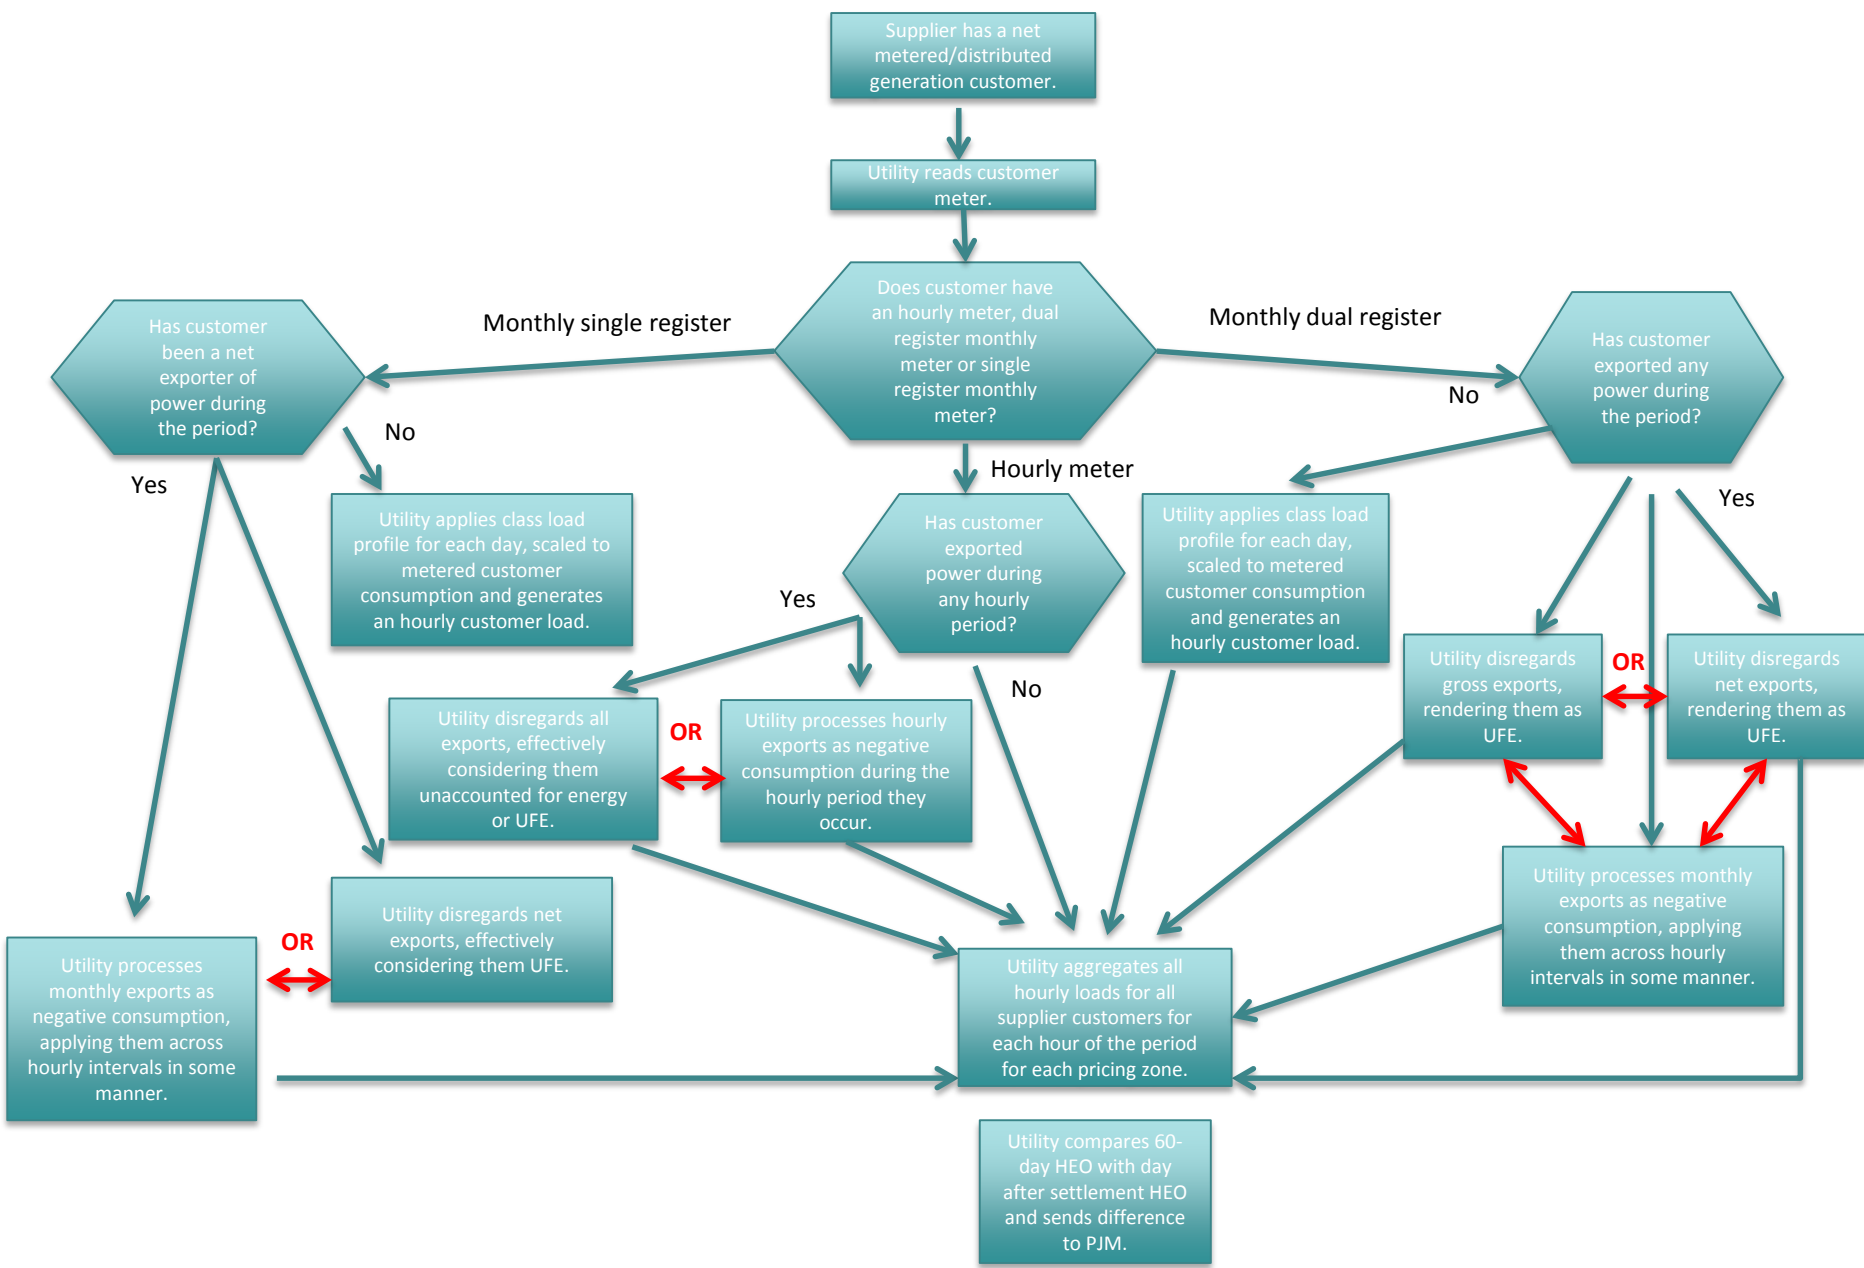 Supplier has a net
metered/distributed
generation customer.
Utility reads customer
meter.
Does customer have
an hourly meter, dual
register monthly
meter or single
register monthly
meter?
Monthly single register
Monthly dual register
Has customer
been a net
exporter of
power during
the period?
Has customer
exported any
power during
the period?
No
No
Hourly meter
Yes
Yes
Utility applies class load
profile for each day, scaled to
metered customer
consumption and generates
an hourly customer load.
Has customer
exported
power during
any hourly
period?
Utility applies class load
profile for each day,
scaled to metered
customer consumption
and generates an
hourly customer load.
Yes
No
Utility disregards
gross exports,
rendering them as
UFE.
OR
Utility disregards
net exports,
rendering them as
UFE.
Utility disregards all
exports, effectively
considering them
unaccounted for energy
or UFE.
OR
Utility processes hourly
exports as negative
consumption during the
hourly period they
occur.
Utility processes monthly
exports as negative
consumption, applying
them across hourly
intervals in some manner.
Utility disregards net
exports, effectively
considering them UFE.
OR
Utility processes
monthly exports as
negative consumption,
applying them across
hourly intervals in some
manner.
Utility aggregates all
hourly loads for all
supplier customers for
each hour of the period
for each pricing zone.
Utility compares 60-
day HEO with day
after settlement HEO
and sends difference
to PJM.